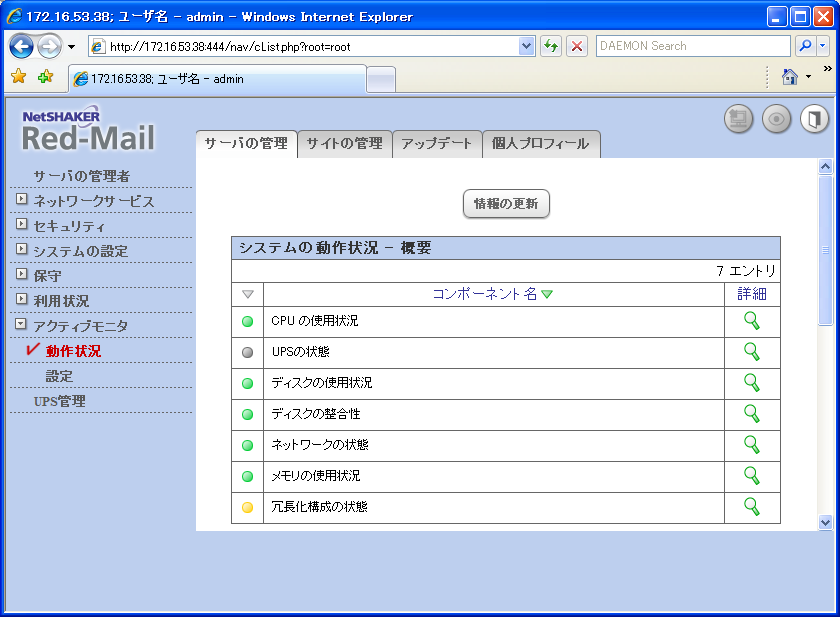 172.16.53.38; ユーザ名 - admin - Windows Internet Explorer
http://172.16.53.38:444/nav/cList.php?root=root
DAEMON Search
172.16.53.38; ユーザ名 - admin
NetSHAKER
Red-Mail
サーバの管理 サイトの管理 アップデート 個人プロフィール
サーバの管理者
ネットワークサービス
セキュリティ
システムの設定
保守
利用状況
アクティブモニタ
動作状況
設定
UPS管理
情報の更新
システムの動作状況 - 概要
7 エントリ
コンポーネント名 詳細
CPU の使用状況
UPSの状態
ディスクの使用状況
ディスクの整合性
ネットワークの状態
メモリの使用状況
冗長化構成の状態